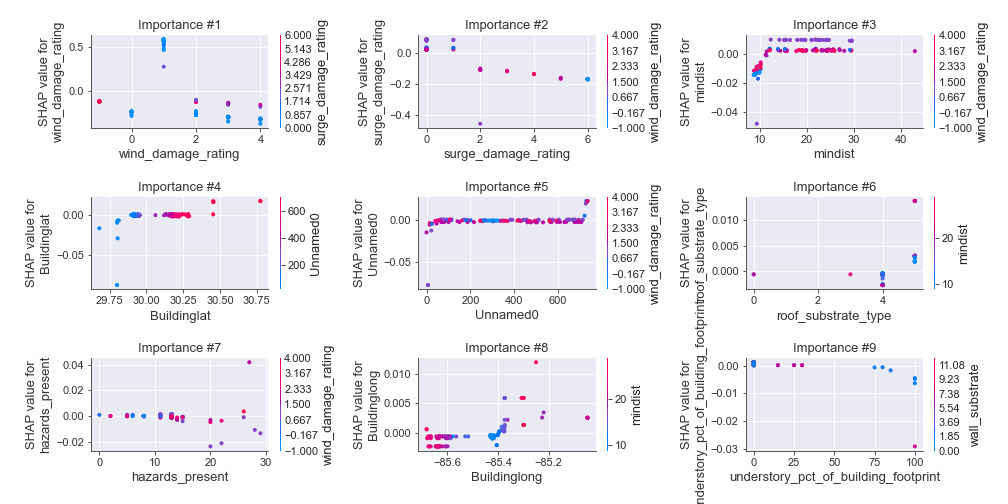 Importance #1
SHAP value for
wind_damage_rating
0.5
0.0
0
2
4
wind_damage_rating
6.000
5.143
4.286
3.429
2.571
1.714
0.857
0.000
surge_damage_rating
Importance #2
SHAP value for
surge_damage_rating
0.0
−0.2
−0.4
0
2
4
6
surge_damage_rating
4.000
3.167
2.333
1.500
0.667
−0.167
−1.000
wind_damage_rating
Importance #3
SHAP value for
mindist
0.00
−0.02
−0.04
10
20
30
40
mindist
4.000
3.167
2.333
1.500
0.667
−0.167
−1.000
wind_damage_rating
Importance #4
SHAP value for
Buildinglat
0.00
−0.05
29.75
30.00
30.25
30.50
30.75
Buildinglat
600
400
200
Unnamed0
Importance #5
SHAP value for
Unnamed0
0.00
−0.05
0
200
400
600
Unnamed0
4.000
3.167
2.333
1.500
0.667
−0.167
−1.000
wind_damage_rating
Importance #6
SHAP value for
roof_substrate_type
0.010
0.005
0.000
0
2
4
roof_substrate_type
20
10
mindist
Importance #7
SHAP value for
hazards_present
0.04
0.02
0.00
−0.02
0
10
20
30
hazards_present
4.000
3.167
2.333
1.500
0.667
−0.167
−1.000
wind_damage_rating
Importance #8
SHAP value for
Buildinglong
0.010
0.005
0.000
−85.6
−85.4
−85.2
Buildinglong
20
10
mindist
Importance #9
SHAP value for
understory_pct_of_building_footprint
0.00
−0.01
−0.02
−0.03
0
25
50
75
100
understory_pct_of_building_footprint
11.08
9.23
7.38
5.54
3.69
1.85
0.00
wall_substrate